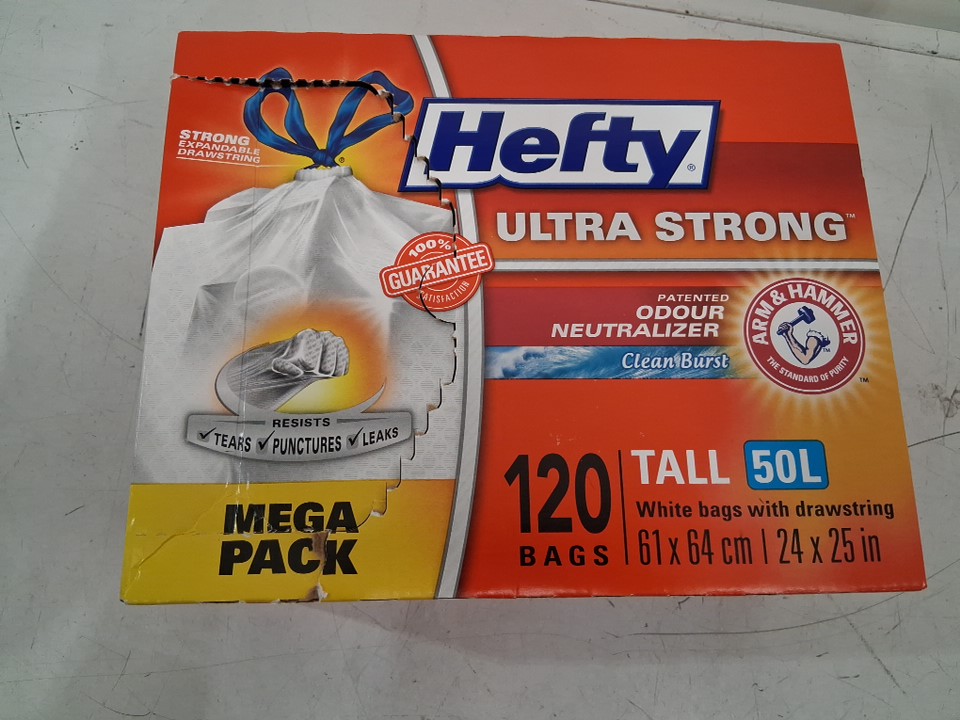 STRONG
EXPANDABLE
DRAWSTRING
Hefty®
ULTRA STRONG™
100%
GUARANTEE
SATISFACTION
PATENTED
ODOUR
NEUTRALIZER
Clean Burst
ARM & HAMMER
THE STANDARD OF PURITY
™
RESISTS
✓TEARS ✓PUNCTURES ✓LEAKS
MEGA
PACK
120
BAGS
TALL 50L
White bags with drawstring
61 x 64 cm | 24 x 25 in